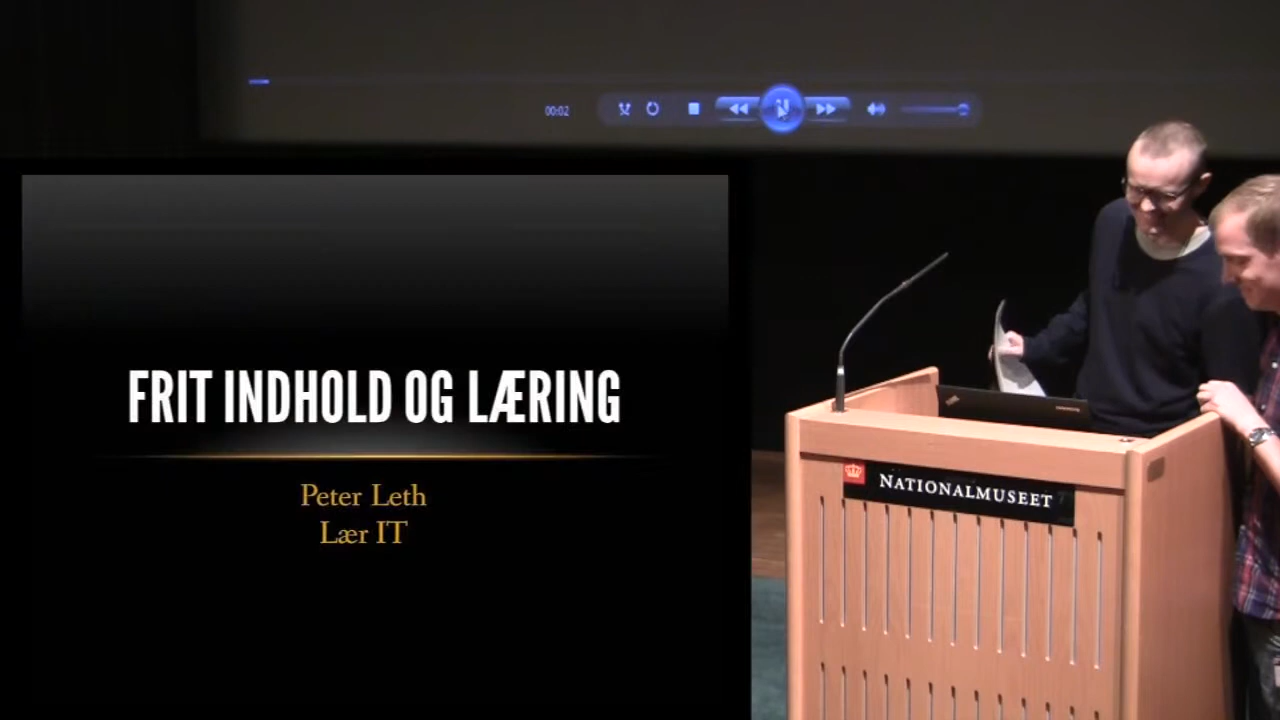 00:02
FRIT INDHOLD OG LÆRING
Peter Leth
Lær IT
NATIONALMUSEET